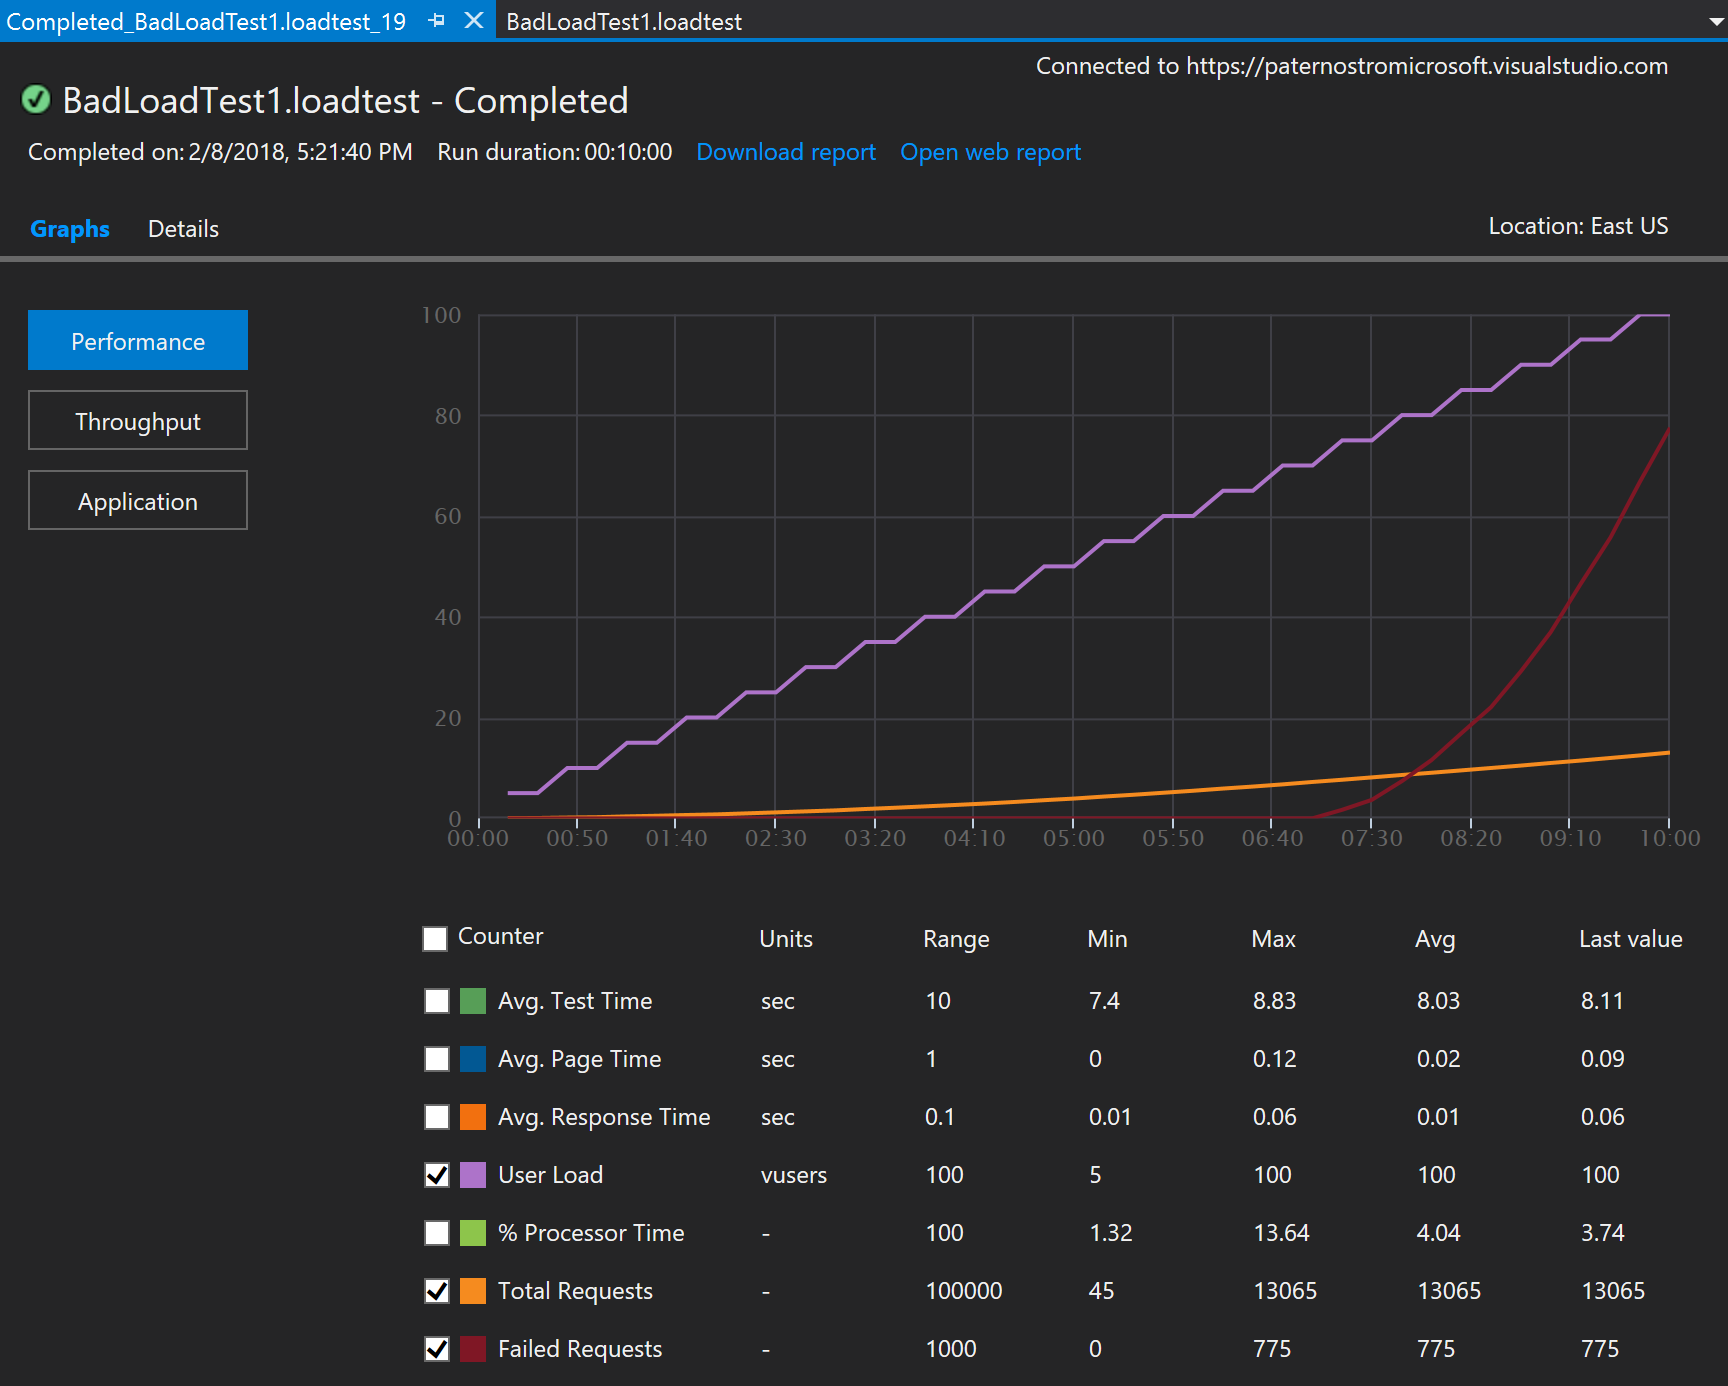 Completed_BadLoadTest1.loadtest_19 BadLoadTest1.loadtest
Connected to https://paternostromicrosoft.visualstudio.com
BadLoadTest1.loadtest - Completed
Completed on: 2/8/2018, 5:21:40 PM Run duration: 00:10:00 Download report Open web report
Graphs Details Location: East US
Performance
Throughput
Application
100
80
60
40
20
0
00:00 00:50 01:40 02:30 03:20 04:10 05:00 05:50 06:40 07:30 08:20 09:10 10:00
Counter Units Range Min Max Avg Last value
Avg. Test Time sec 10 7.4 8.83 8.03 8.11
Avg. Page Time sec 1 0 0.12 0.02 0.09
Avg. Response Time sec 0.1 0.01 0.06 0.01 0.06
User Load vusers 100 5 100 100 100
% Processor Time - 100 1.32 13.64 4.04 3.74
Total Requests - 100000 45 13065 13065 13065
Failed Requests - 1000 0 775 775 775